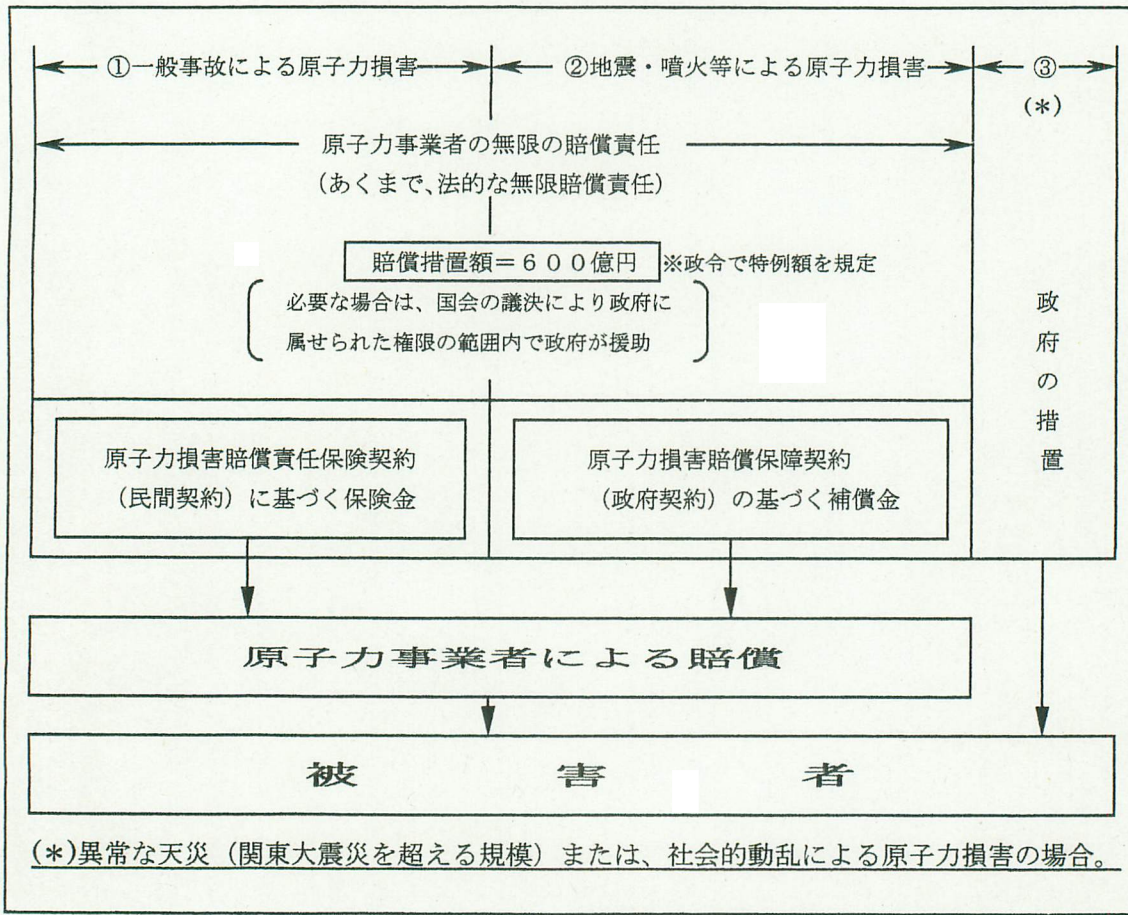 ①一般事故による原子力損害
②地震・噴火等による原子力損害
③
(*)
原子力事業者の無限の賠償責任
(あくまで、法的な無限賠償責任)
賠償措置額=600億円
※政令で特例額を規定
必要な場合は、国会の議決により政府に
属せられた権限の範囲内で政府が援助
政府の措置
原子力損害賠償責任保険契約
(民間契約)に基づく保険金
原子力損害賠償保障契約
(政府契約)の基づく補償金
原子力事業者による賠償
被害者
(*)異常な天災(関東大震災を超える規模)または、社会的動乱による原子力損害の場合。